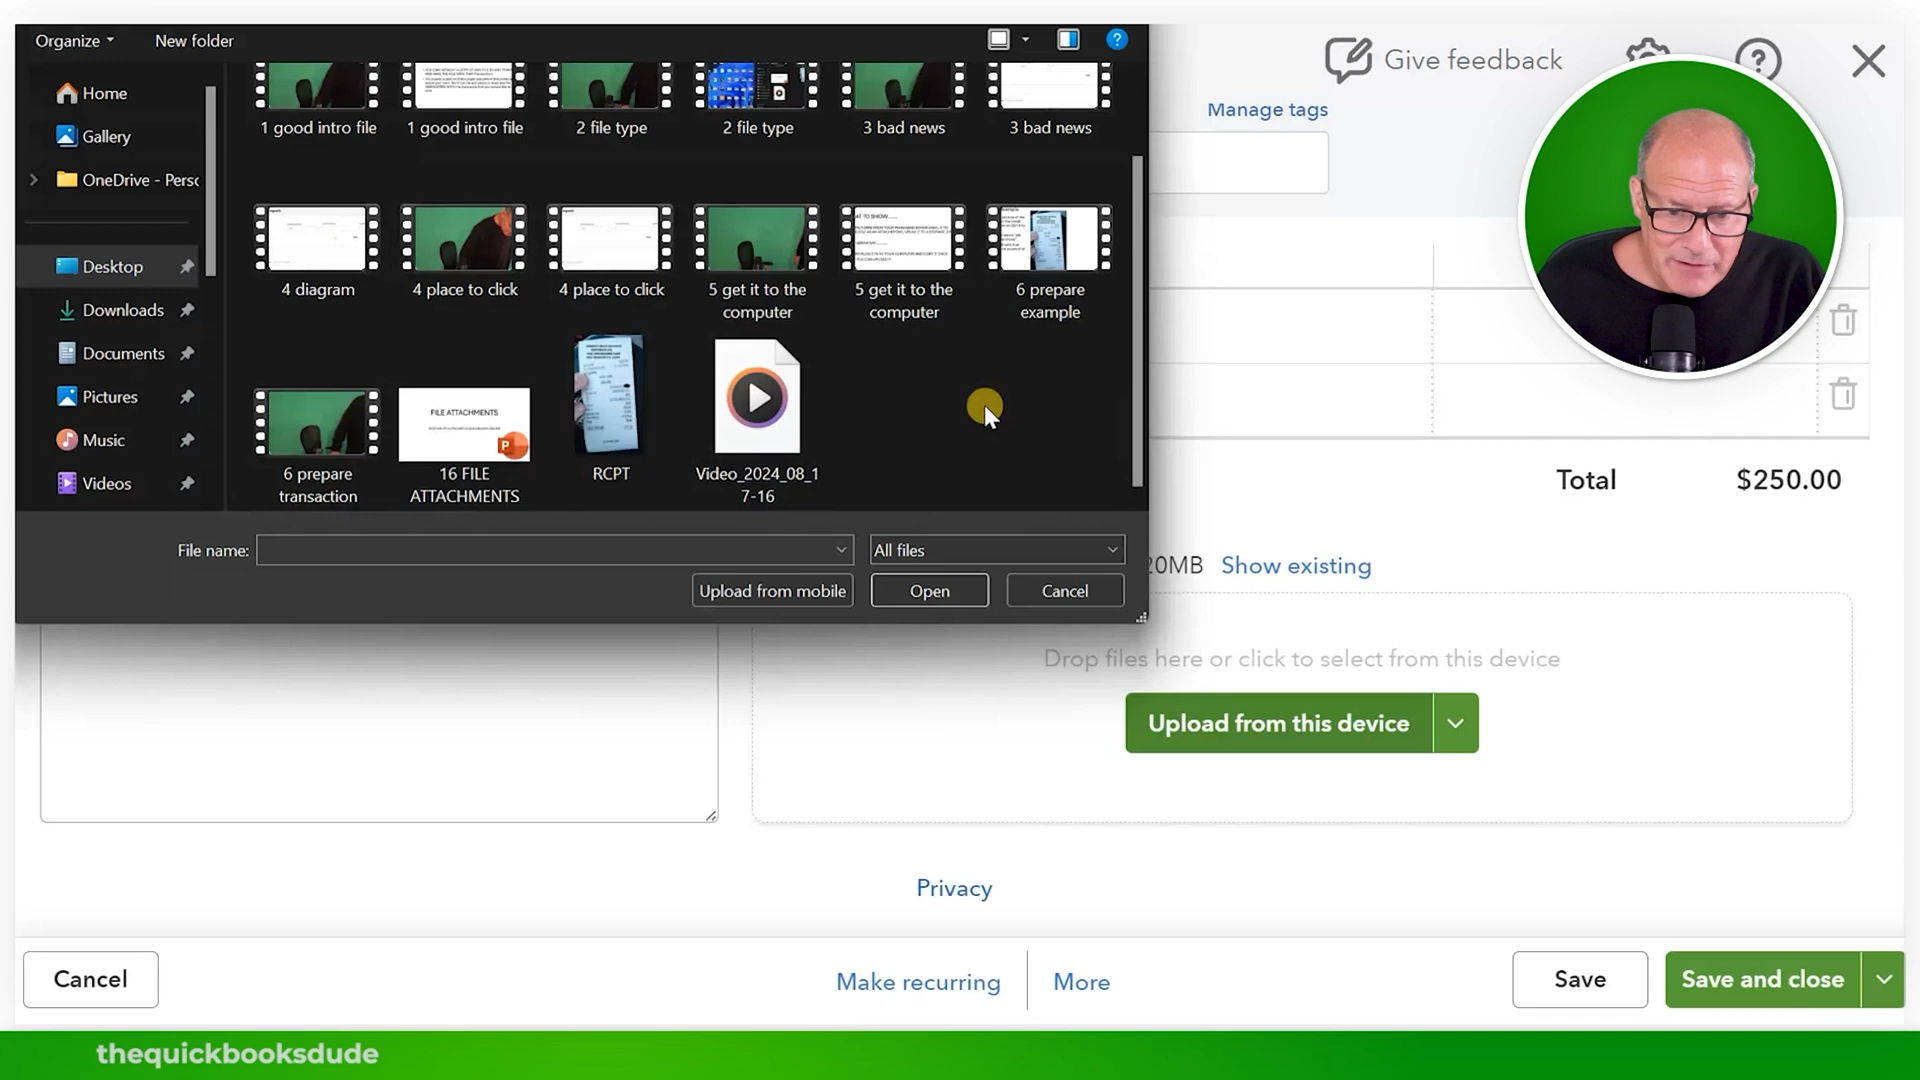 Organize
New folder
?
Give feedback
?
Home
Gallery
OneDrive - Perso
Desktop
Downloads
Documents
Pictures
Music
Videos
Manage tags
1 good intro file
1 good intro file
2 file type
2 file type
3 bad news
3 bad news
4 diagram
4 place to click
4 place to click
5 get it to the
computer
5 get it to the
computer
6 prepare
example
6 prepare
transaction
FILE ATTACHMENTS
P
16 FILE
ATTACHMENTS
RCPT
Video_2024_08_1
7-16
Total
$250.00
File name:
All files
Upload from mobile
Open
Cancel
20MB
Show existing
Drop files here or click to select from this device
Upload from this device
Privacy
Cancel
Make recurring
More
Save
Save and close
thequickbooksdude